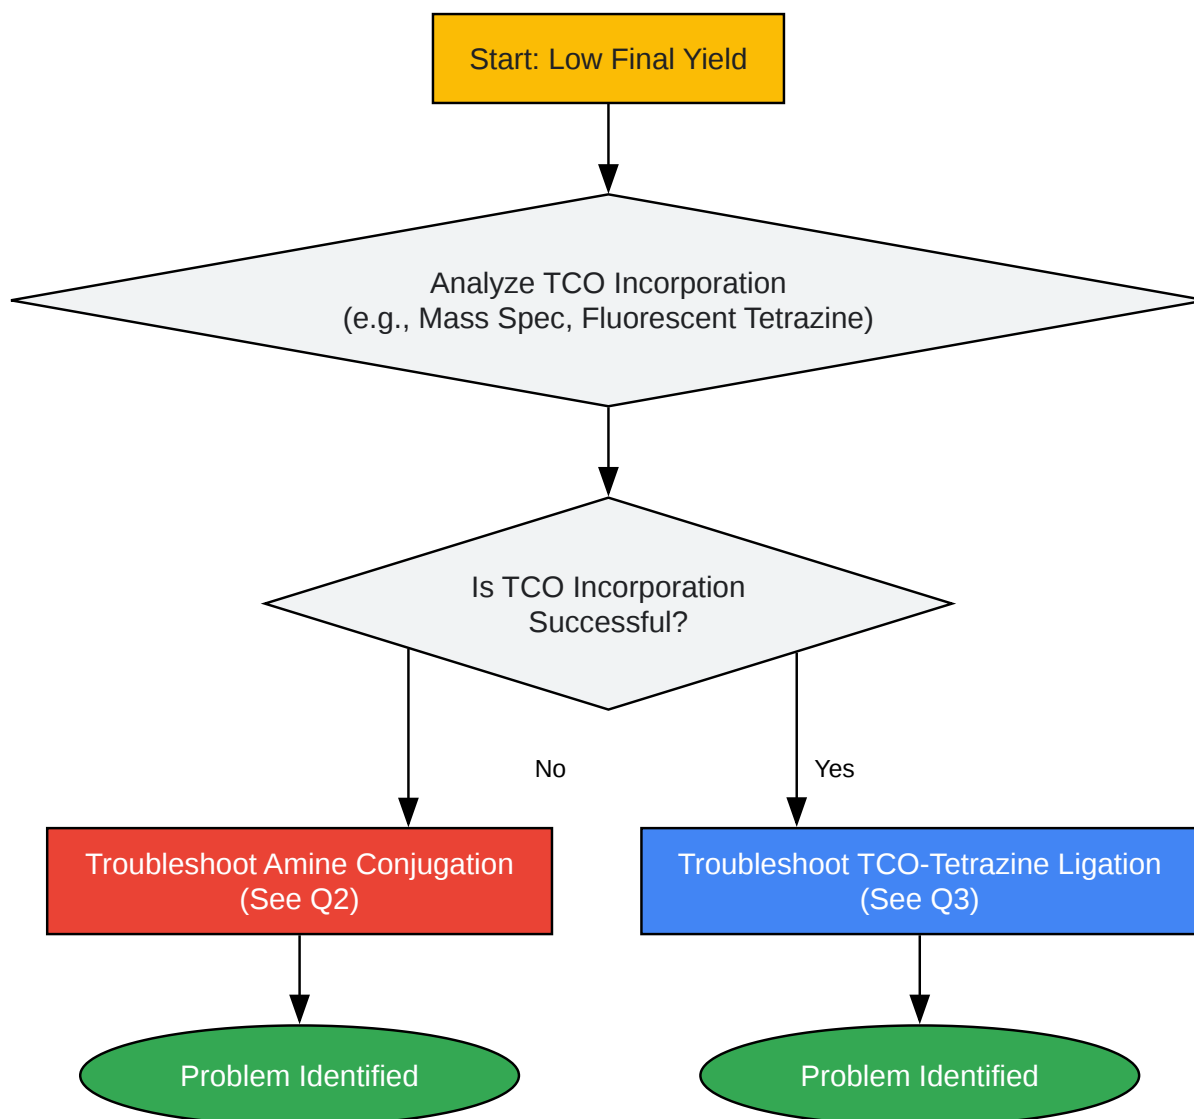 Start: Low Final Yield
Analyze TCO Incorporation
(e.g., Mass Spec, Fluorescent Tetrazine)
Is TCO Incorporation
Successful?
No
Yes
Troubleshoot Amine Conjugation
(See Q2)
Troubleshoot TCO-Tetrazine Ligation
(See Q3)
Problem Identified
Problem Identified